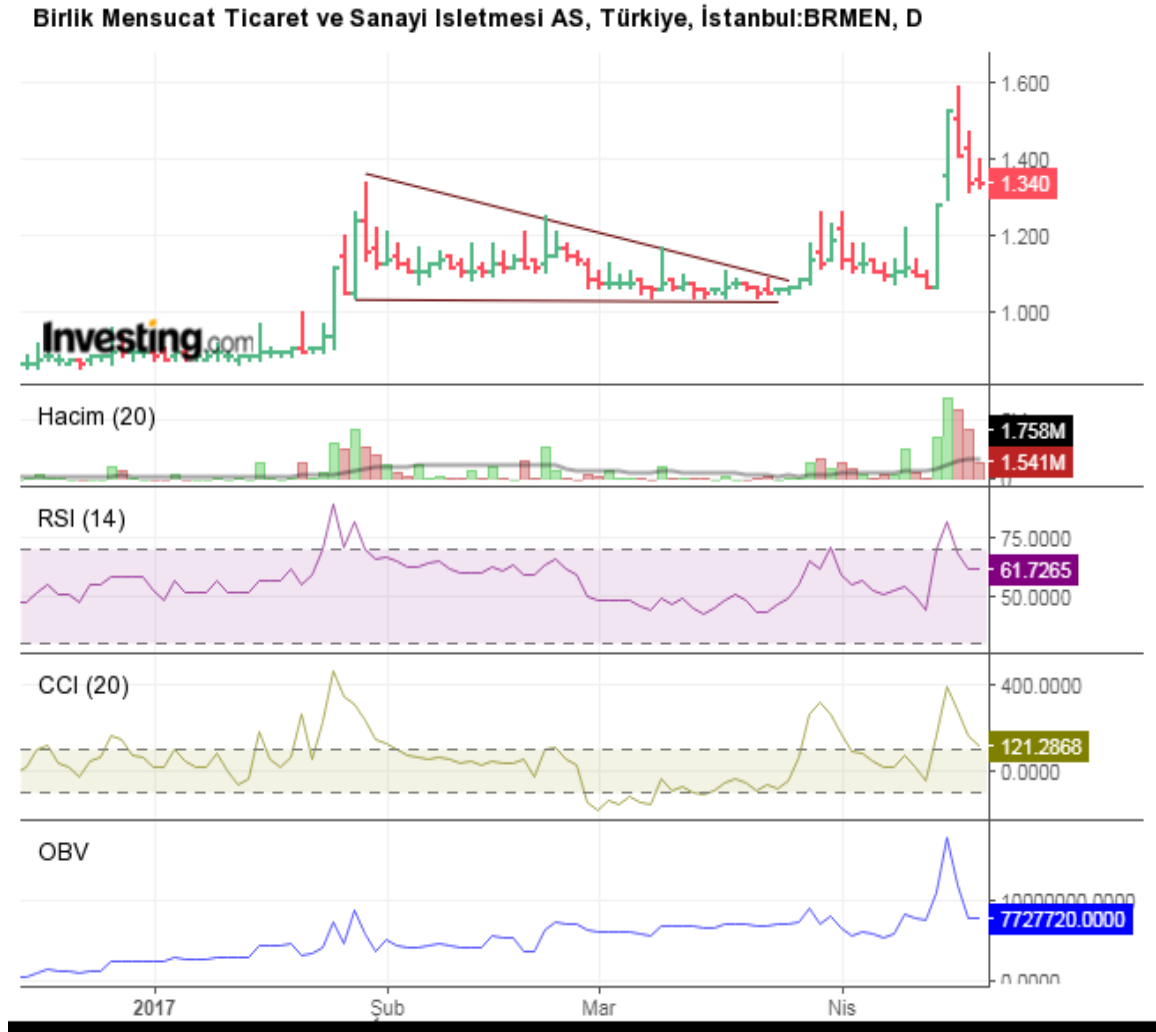 Birlik Mensucat Ticaret ve Sanayi Isletmesi AS, Türkiye, İstanbul:BRMEN, D
1.600
1.400
1.340
1.200
1.000
Investing.com
Hacim (20)
1.758M
1.541M
RSI (14)
75.0000
61.7265
50.0000
CCI (20)
400.0000
121.2868
0.0000
OBV
10000000.0000
7727720.0000
0.0000
2017
Şub
Mar
Nis